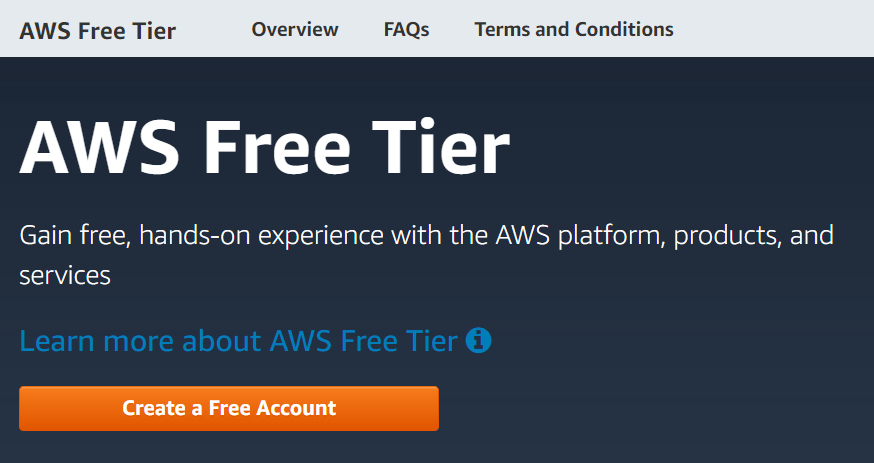 AWS Free Tier Overview FAQs Terms and Conditions
AWS Free Tier
Gain free, hands-on experience with the AWS platform, products, and
services
Learn more about AWS Free Tier
Create a Free Account